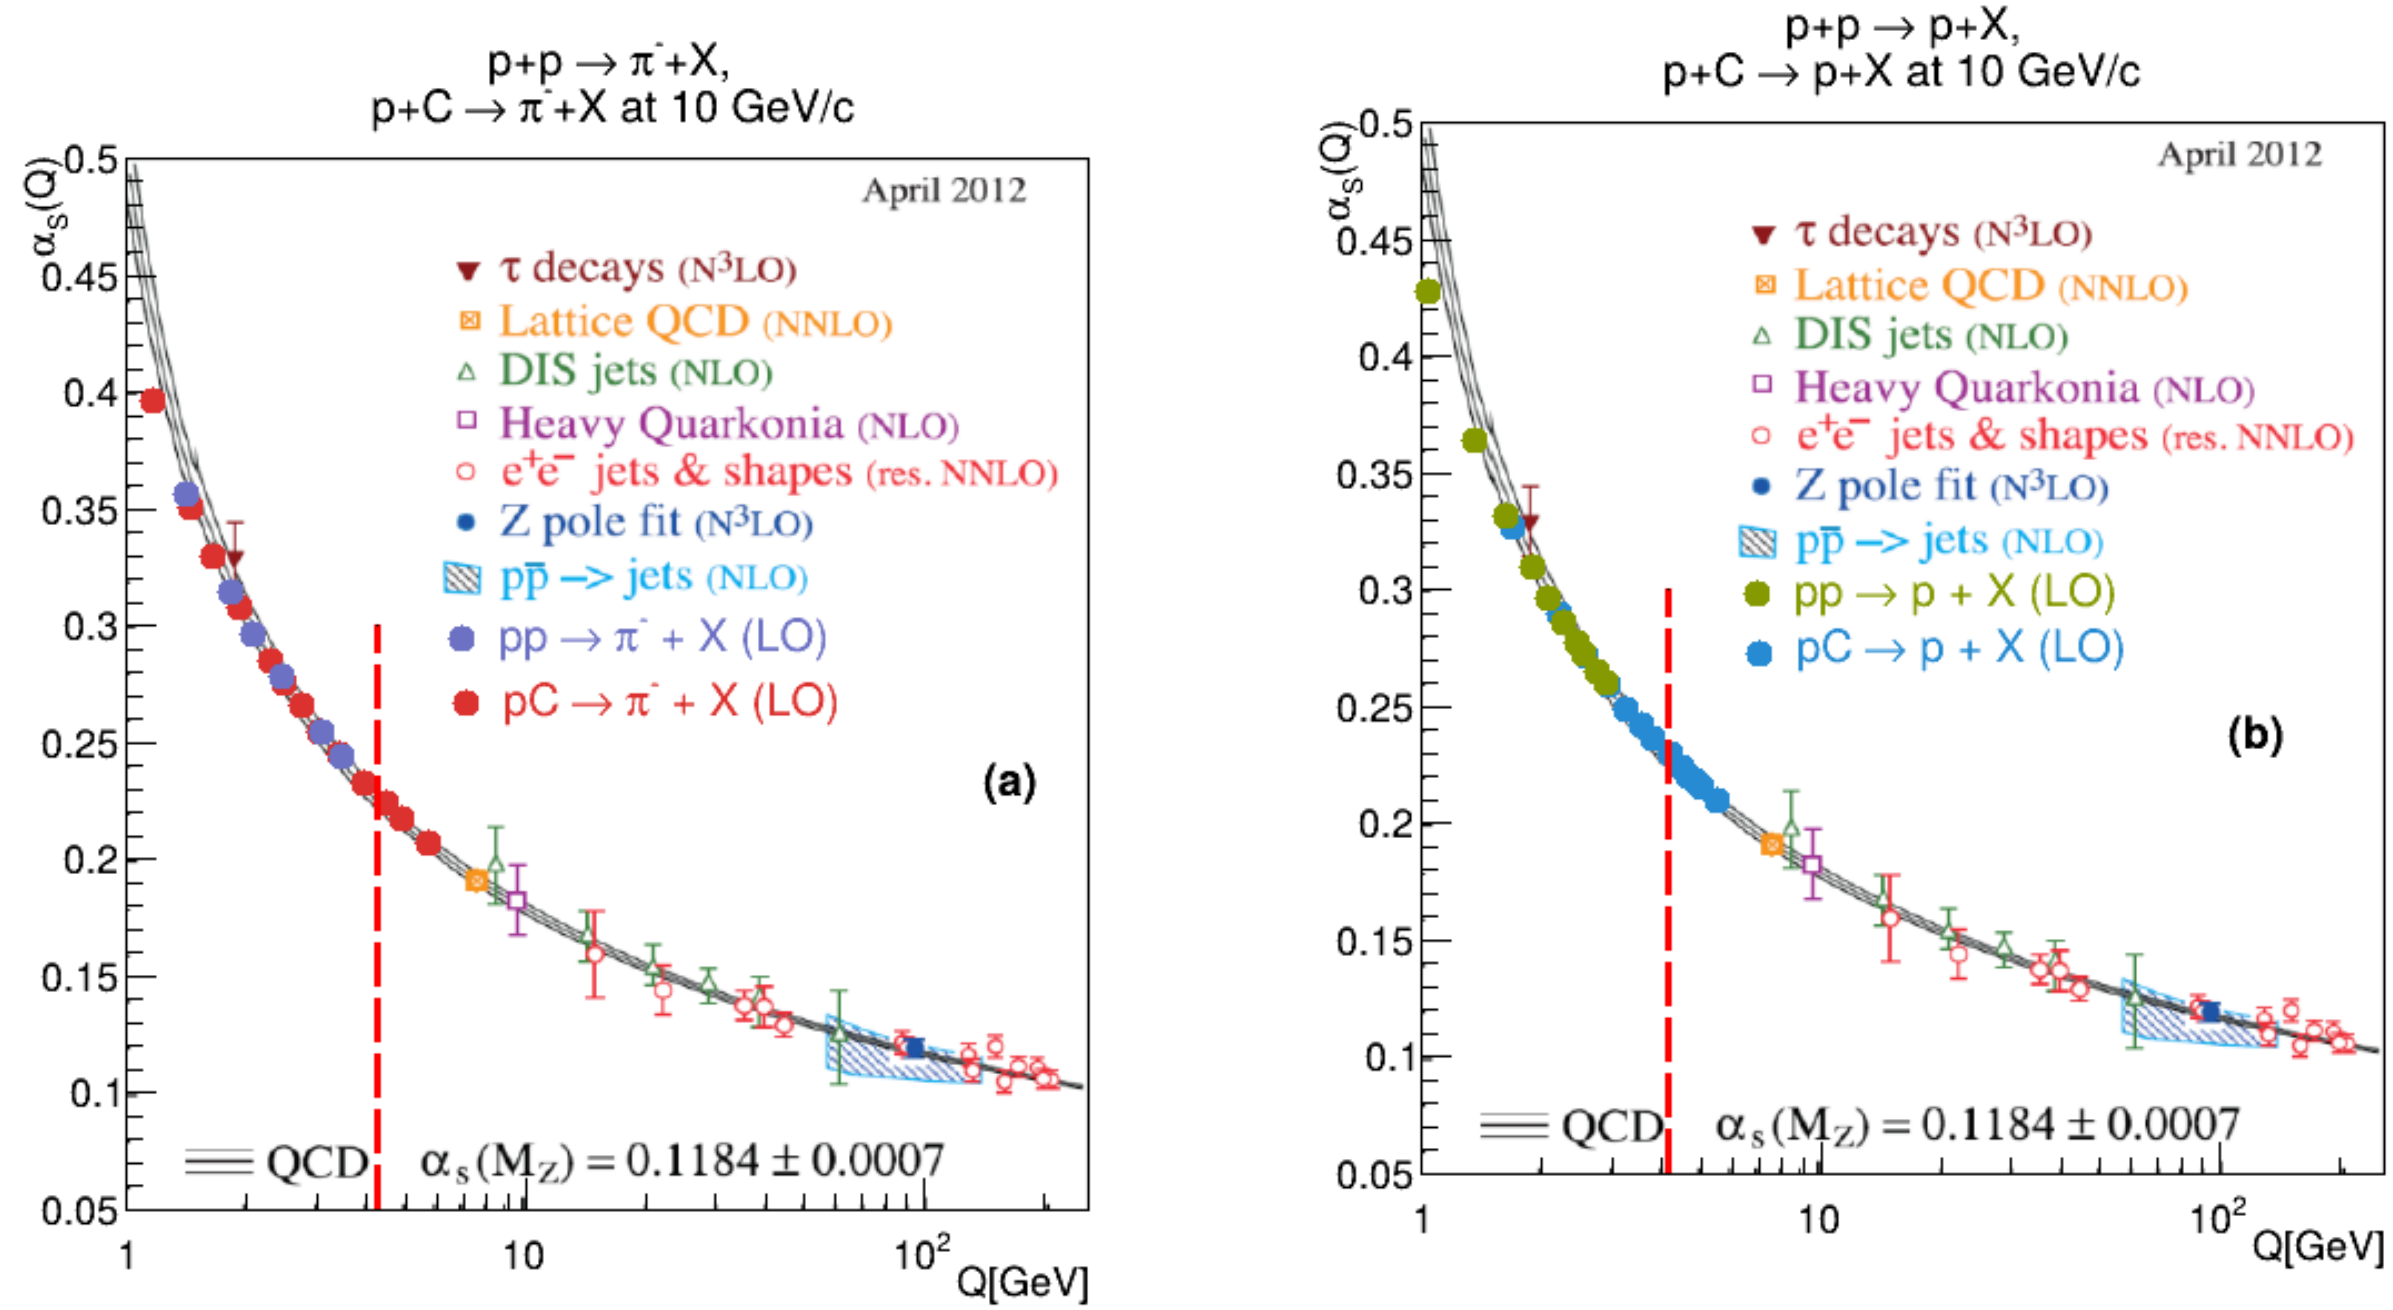 p+p → π⁻+X,
p+C → π⁻+X at 10 GeV/c
αS(Q)
0.5
0.45
0.4
0.35
0.3
0.25
0.2
0.15
0.1
0.05
April 2012
τ decays (N³LO)
Lattice QCD (NNLO)
DIS jets (NLO)
Heavy Quarkonia (NLO)
e⁺e⁻ jets & shapes (res. NNLO)
Z pole fit (N³LO)
pp̅ –> jets (NLO)
pp → π⁻ + X (LO)
pC → π⁻ + X (LO)
(a)
QCD αs(MZ) = 0.1184 ± 0.0007
1 10 10²
Q[GeV]
p+p → p+X,
p+C → p+X at 10 GeV/c
αS(Q)
0.5
0.45
0.4
0.35
0.3
0.25
0.2
0.15
0.1
0.05
April 2012
τ decays (N³LO)
Lattice QCD (NNLO)
DIS jets (NLO)
Heavy Quarkonia (NLO)
e⁺e⁻ jets & shapes (res. NNLO)
Z pole fit (N³LO)
pp̅ –> jets (NLO)
pp → p + X (LO)
pC → p + X (LO)
(b)
QCD αs(MZ) = 0.1184 ± 0.0007
1 10 10²
Q[GeV]